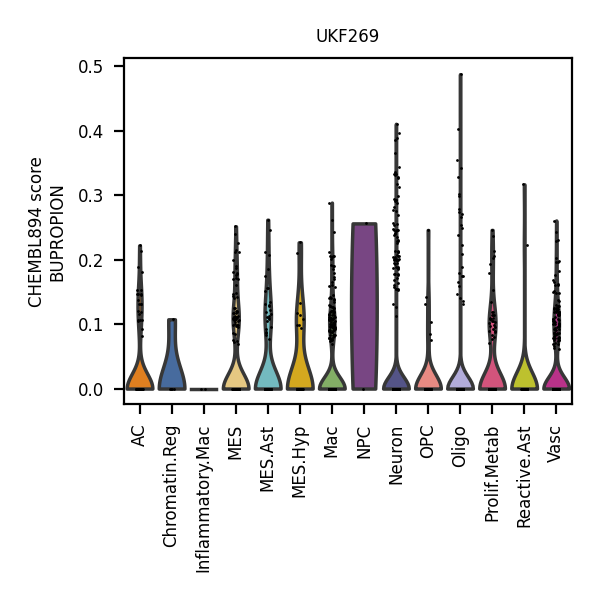 UKF269
CHEMBL894 score
BUPROPION
0.5
0.4
0.3
0.2
0.1
0.0
AC
Chromatin.Reg
Inflammatory.Mac
MES
MES.Ast
MES.Hyp
Mac
NPC
Neuron
OPC
Oligo
Prolif.Metab
Reactive.Ast
Vasc